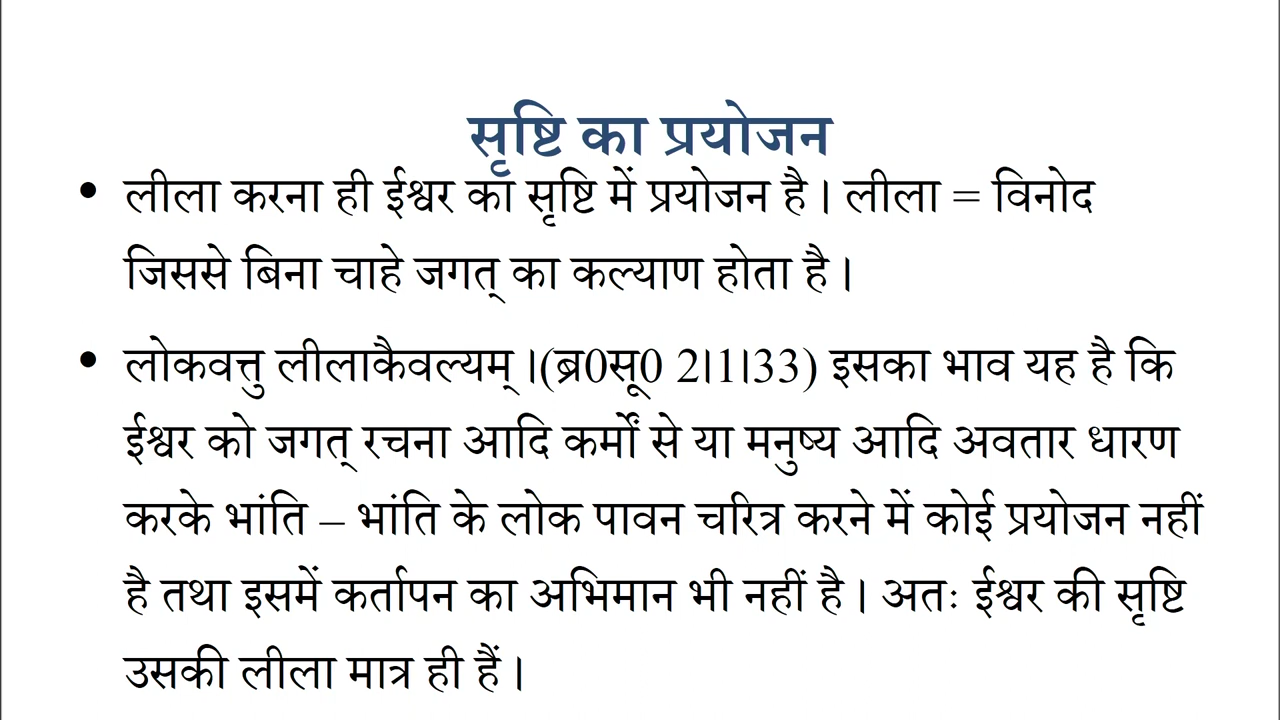 सृष्टि का प्रयोजन
• लीला करना ही ईश्वर का सृष्टि में प्रयोजन है। लीला = विनोद
जिससे बिना चाहे जगत् का कल्याण होता है।
• लोकवत्तु लीलाकैवल्यम्।(ब्र0सू0 2।1।33) इसका भाव यह है कि
ईश्वर को जगत् रचना आदि कर्मों से या मनुष्य आदि अवतार धारण
करके भांति – भांति के लोक पावन चरित्र करने में कोई प्रयोजन नहीं
है तथा इसमें कर्तापन का अभिमान भी नहीं है। अतः ईश्वर की सृष्टि
उसकी लीला मात्र ही हैं।